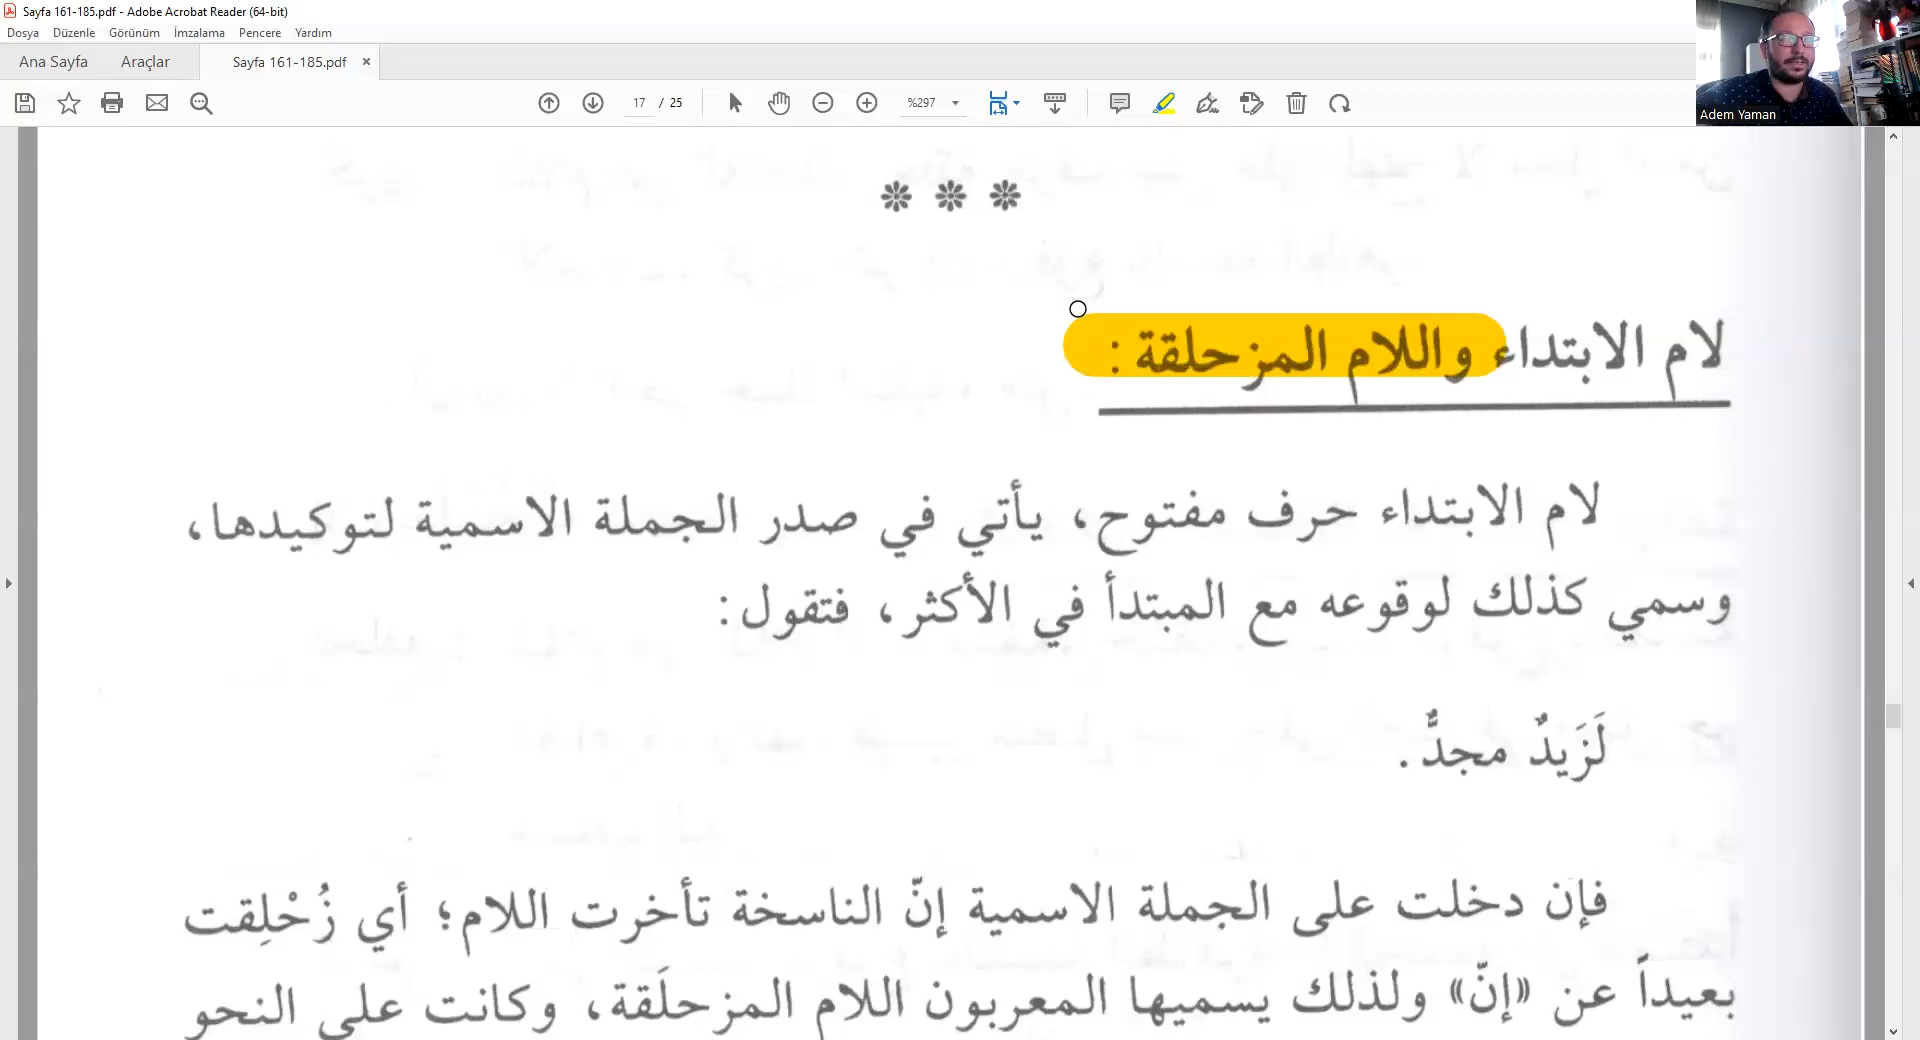 Sayfa 161-185.pdf - Adobe Acrobat Reader (64-bit)
Dosya Düzenle Görünüm İmzalama Pencere Yardım
Ana Sayfa Araçlar Sayfa 161-185.pdf ×
17 / 25 %297
Adem Yaman
لام الابتداء واللام المزحلقة :
لام الابتداء حرف مفتوح، يأتي في صدر الجملة الاسمية لتوكيدها،
وسمي كذلك لوقوعه مع المبتدأ في الأكثر، فتقول:
لَزَيدٌ مجدٌّ.
فإن دخلت على الجملة الاسمية إنّ الناسخة تأخرت اللام؛ أي زُحْلِقت
بعيداً عن «إنّ» ولذلك يسميها المعربون اللام المزحلَقة، وكانت على النحو